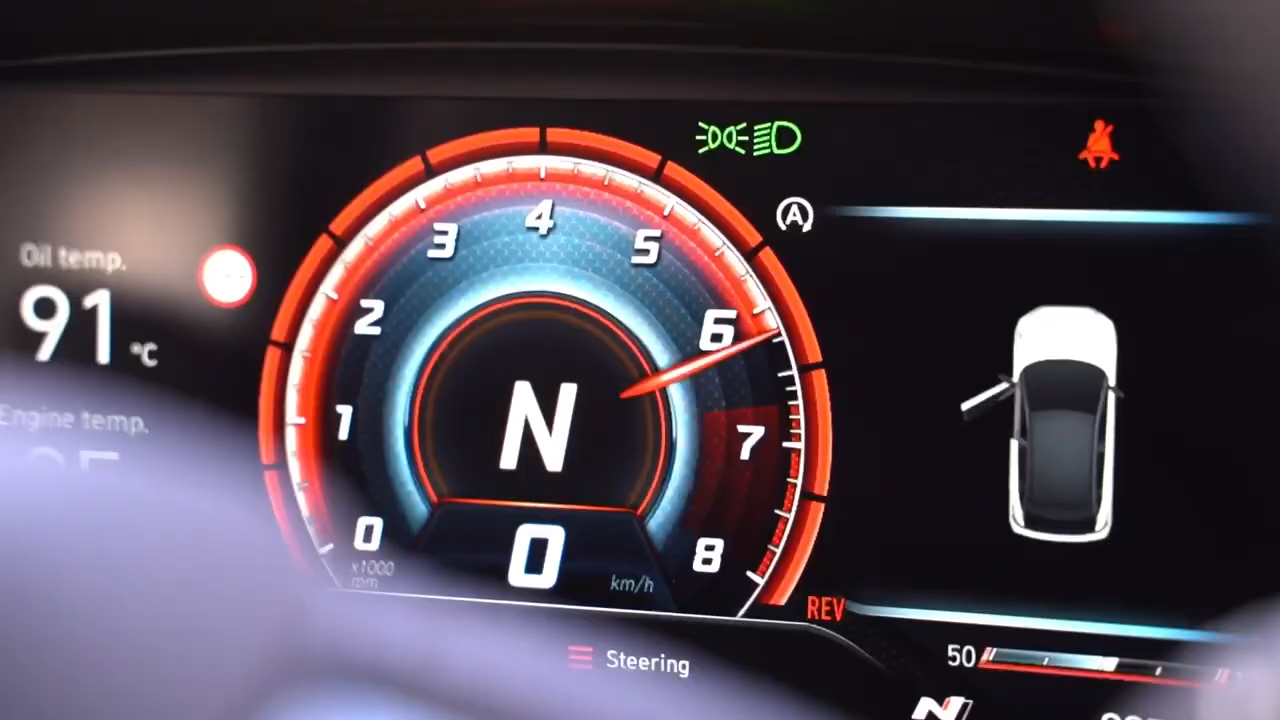 Oil temp.
91 °C
Engine temp.
3
4
5
2
6
1
7
0
8
x1000
rpm
N
0
km/h
A
REV
Steering
50
N